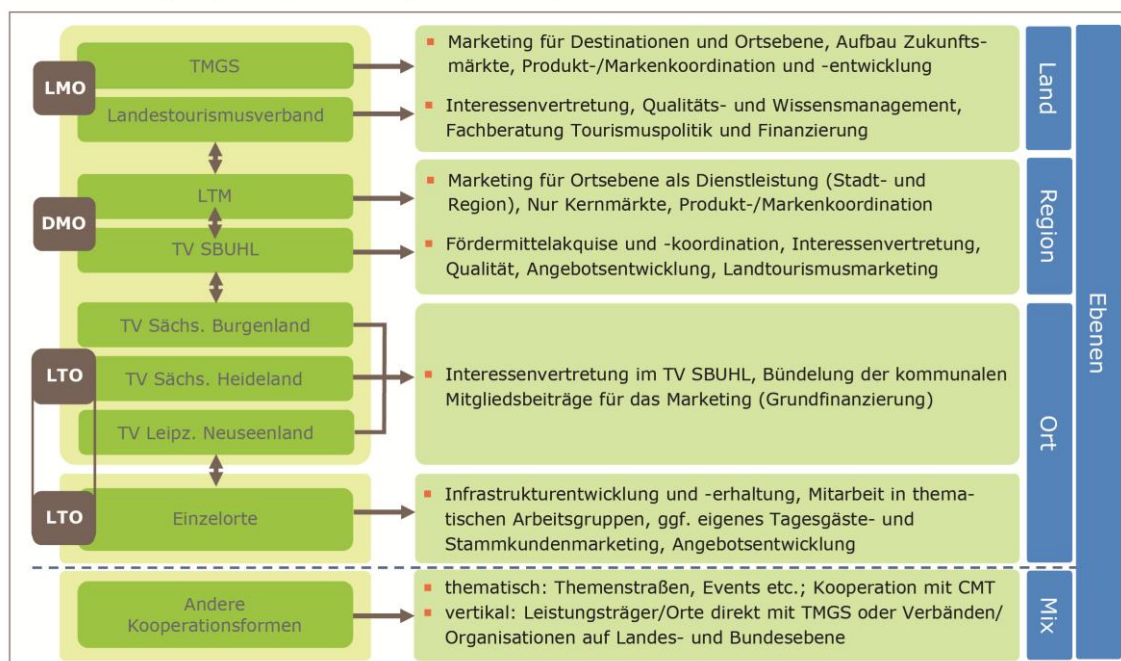 TMGS
LMO
Landestourismusverband
▪ Marketing für Destinationen und Ortsebene, Aufbau Zukunfts-
märkte, Produkt-/Markenkoordination und -entwicklung
▪ Interessenvertretung, Qualitäts- und Wissensmanagement,
Fachberatung Tourismuspolitik und Finanzierung
Land
LTM
DMO
TV SBUHL
▪ Marketing für Ortsebene als Dienstleistung (Stadt- und
Region), Nur Kernmärkte, Produkt-/Markenkoordination
▪ Fördermittelakquise und -koordination, Interessenvertretung,
Qualität, Angebotsentwicklung, Landtourismusmarketing
Region
Ebenen
TV Sächs. Burgenland
LTO
TV Sächs. Heideland
TV Leipz. Neuseenland
▪ Interessenvertretung im TV SBUHL, Bündelung der kommunalen
Mitgliedsbeiträge für das Marketing (Grundfinanzierung)
Ort
LTO
Einzelorte
▪ Infrastrukturentwicklung und -erhaltung, Mitarbeit in thema-
tischen Arbeitsgruppen, ggf. eigenes Tagesgäste- und
Stammkundenmarketing, Angebotsentwicklung
Andere
Kooperationsformen
▪ thematisch: Themenstraßen, Events etc.; Kooperation mit CMT
▪ vertikal: Leistungsträger/Orte direkt mit TMGS oder Verbänden/
Organisationen auf Landes- und Bundesebene
Mix